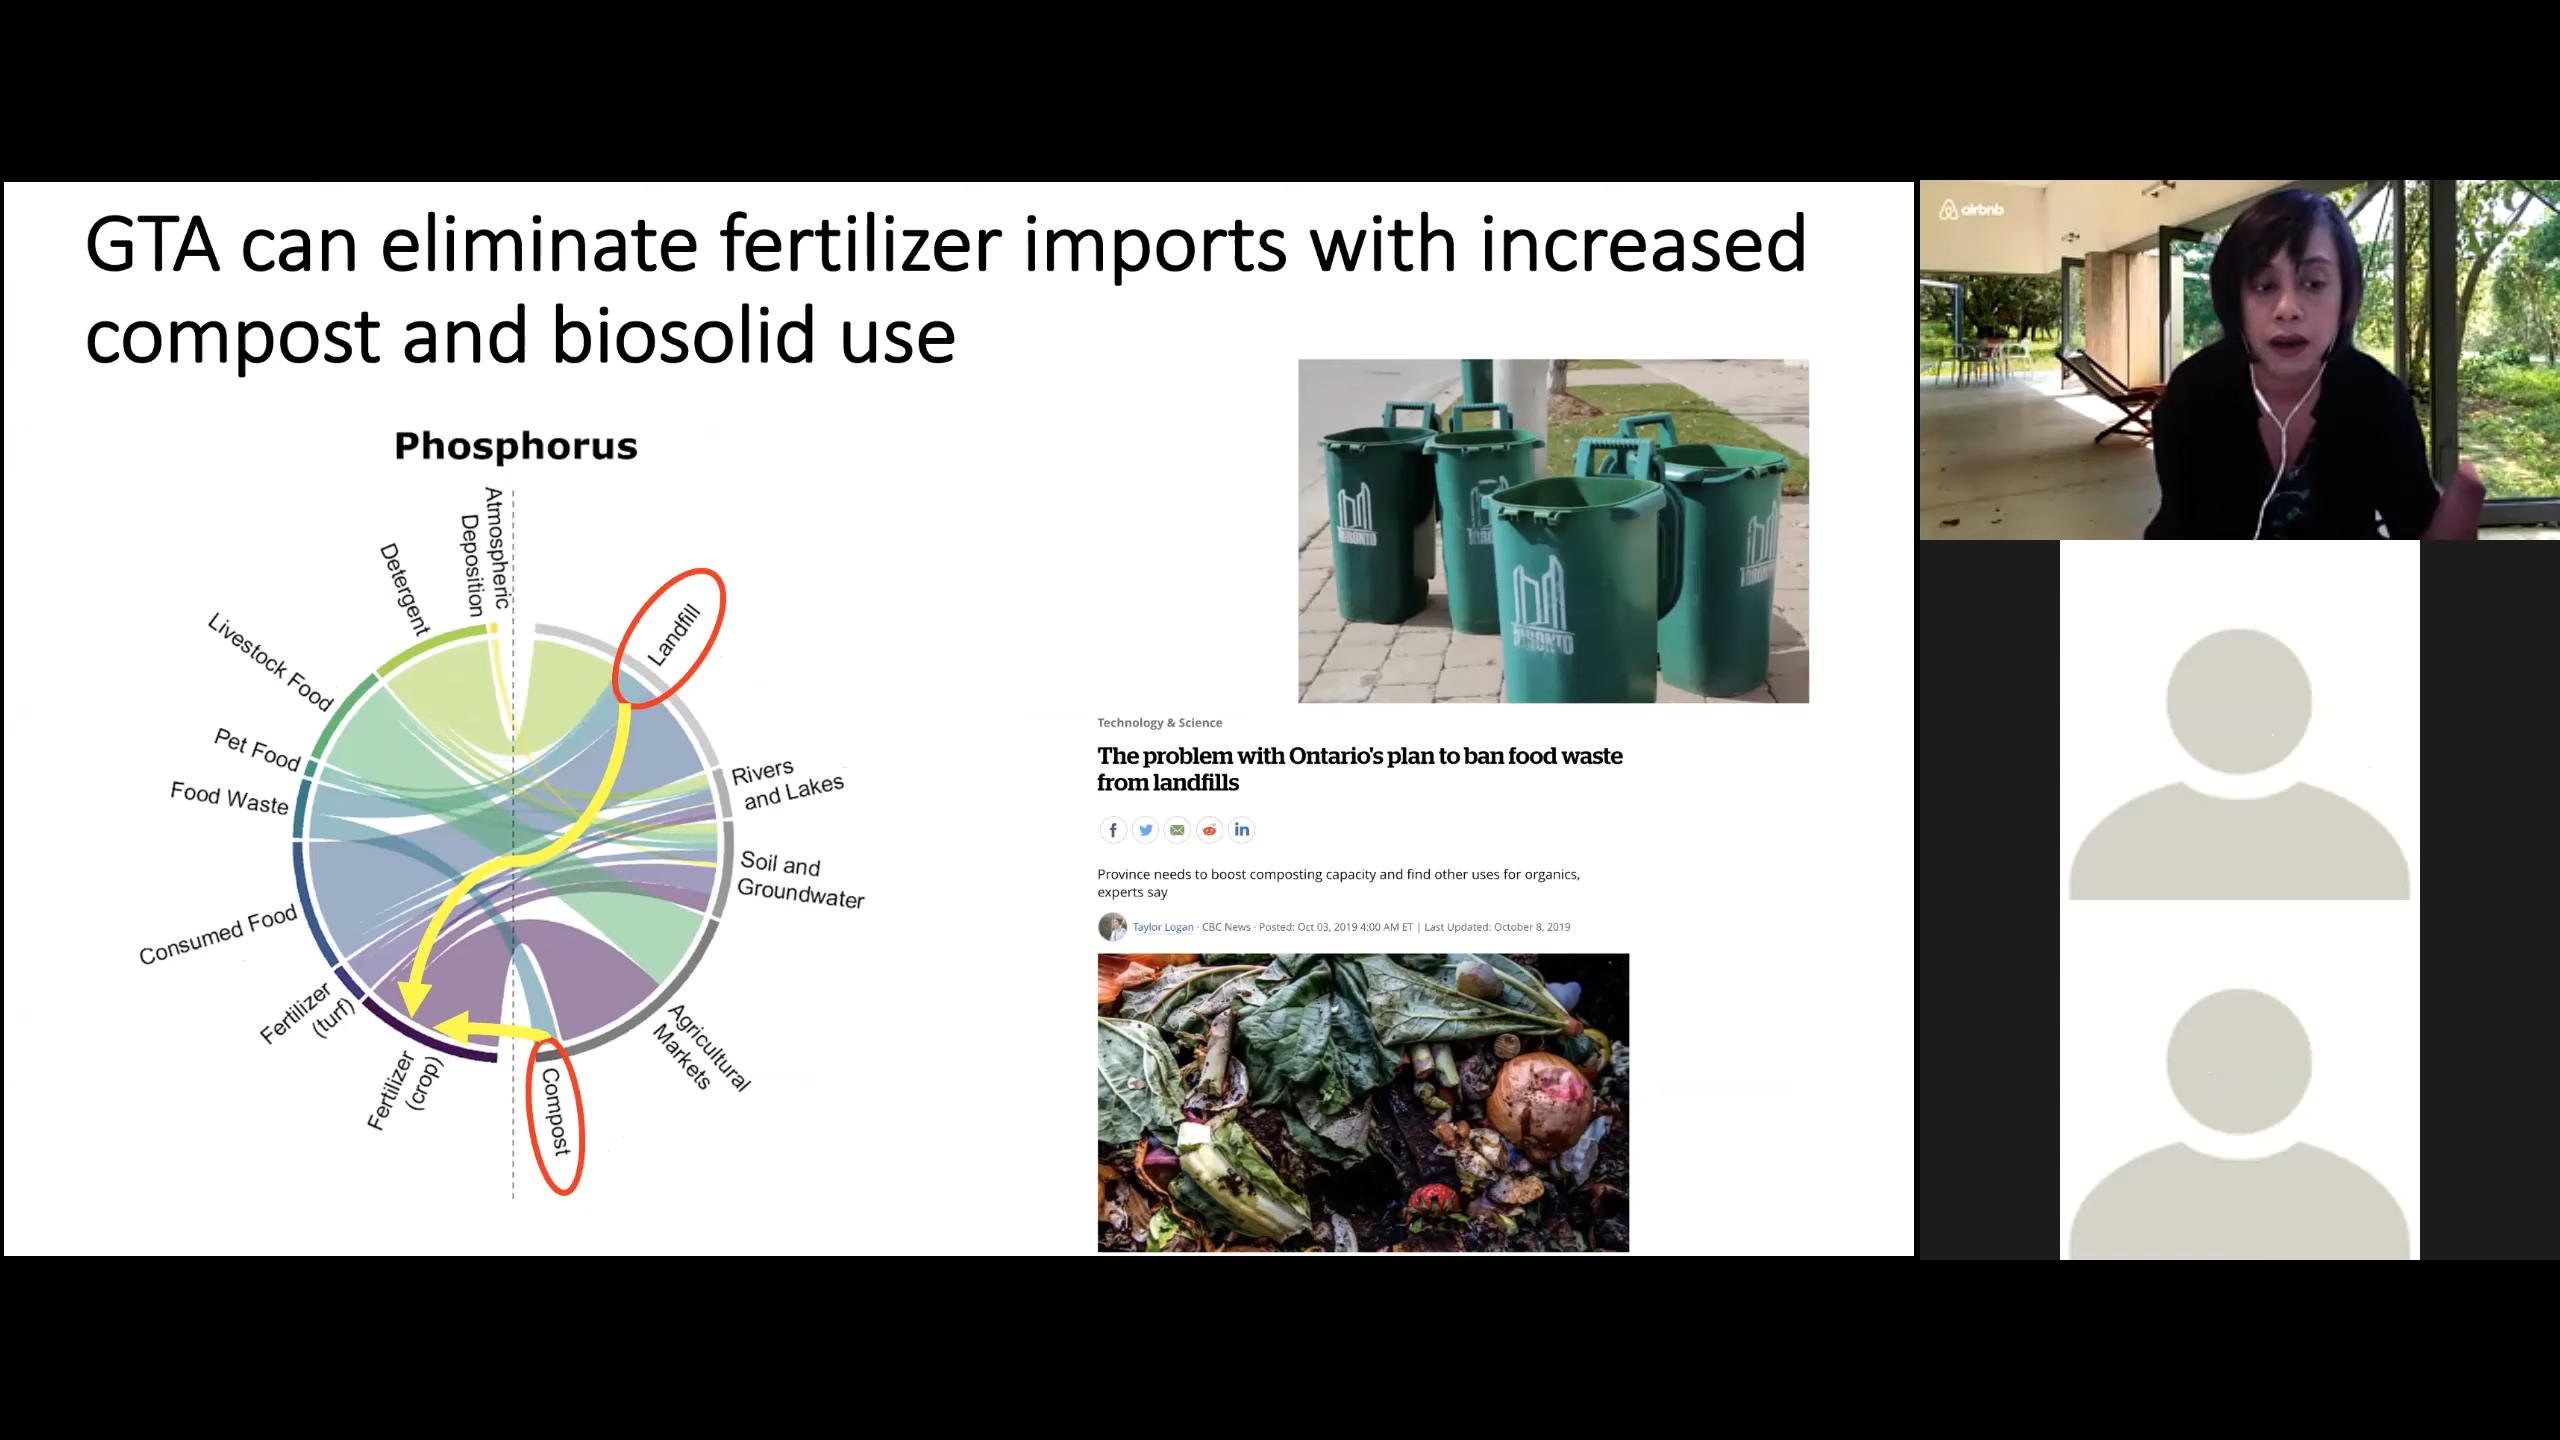 GTA can eliminate fertilizer imports with increased
compost and biosolid use
Phosphorus
Atmospheric
Deposition
Detergent
Livestock Food
Pet Food
Food Waste
Consumed Food
Fertilizer
(turf)
Fertilizer
(crop)
Landfill
Rivers
and Lakes
Soil and
Groundwater
Agricultural
Markets
Compost
TORONTO
TORONTO
TORONTO
TORONTO
Technology & Science
The problem with Ontario's plan to ban food waste
from landfills
Province needs to boost composting capacity and find other uses for organics,
experts say
Taylor Logan · CBC News · Posted: Oct 03, 2019 4:00 AM ET | Last Updated: October 8, 2019
airbnb